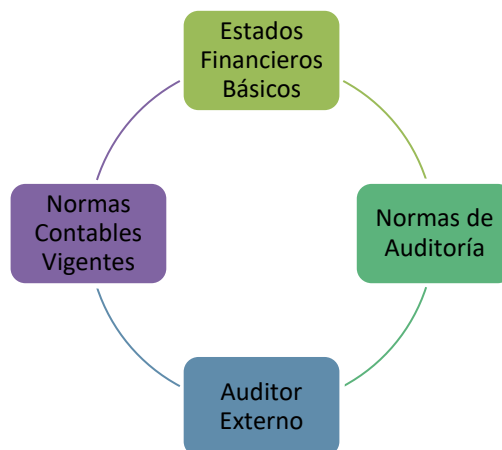 Estados
Financieros
Básicos
Normas de
Auditoría
Auditor
Externo
Normas
Contables
Vigentes